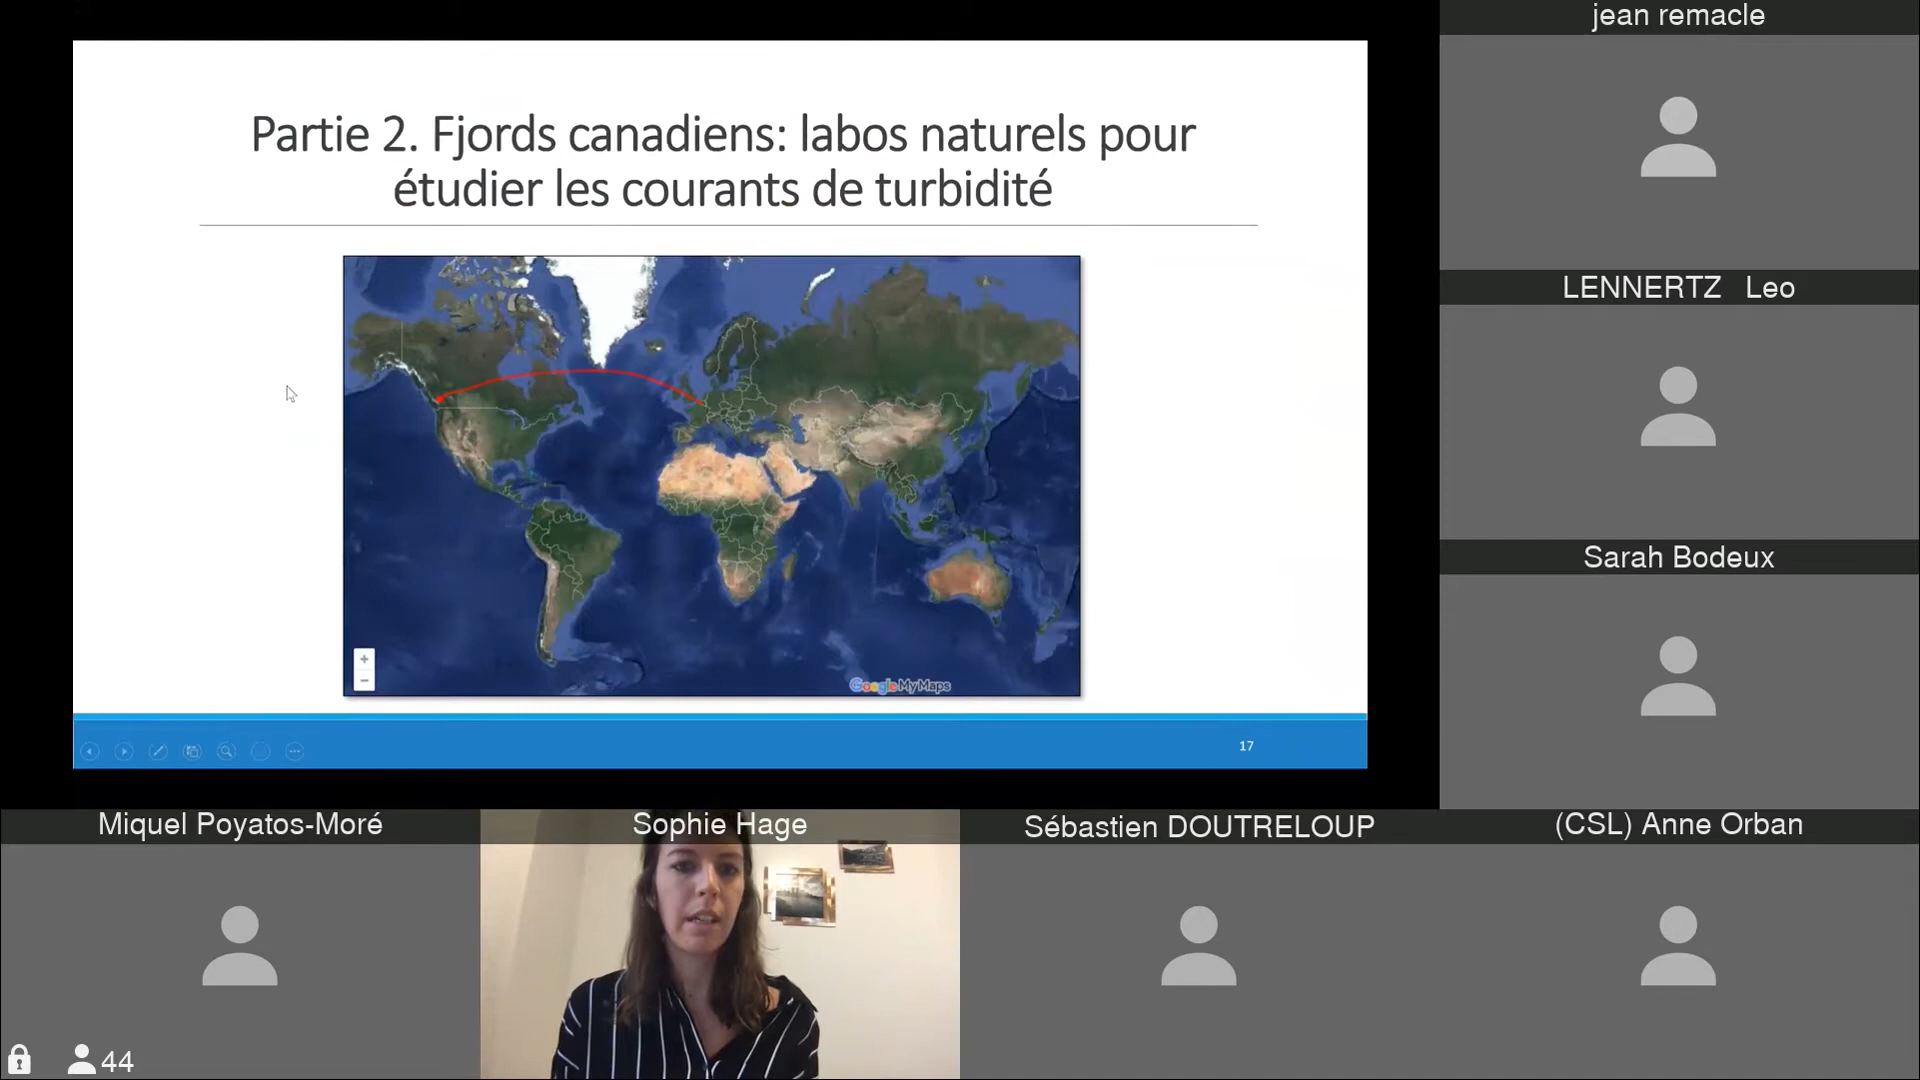 Partie 2. Fjords canadiens: labos naturels pour
étudier les courants de turbidité
Google My Maps
17
jean remacle
LENNERTZ Leo
Sarah Bodeux
Miquel Poyatos-Moré
Sophie Hage
Sébastien DOUTRELOUP
(CSL) Anne Orban
44